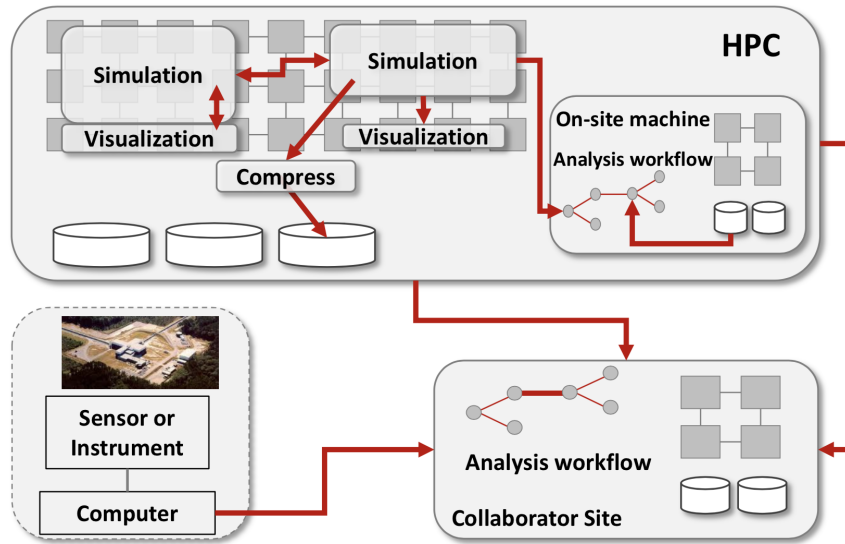 HPC
Simulation
Simulation
Visualization
Visualization
Compress
On-site machine
Analysis workflow
Sensor or
Instrument
Computer
Analysis workflow
Collaborator Site